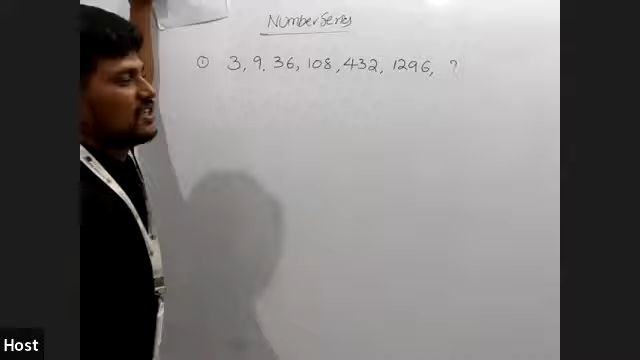 Number Series
① 3, 9, 36, 108, 432, 1296, ?
Host